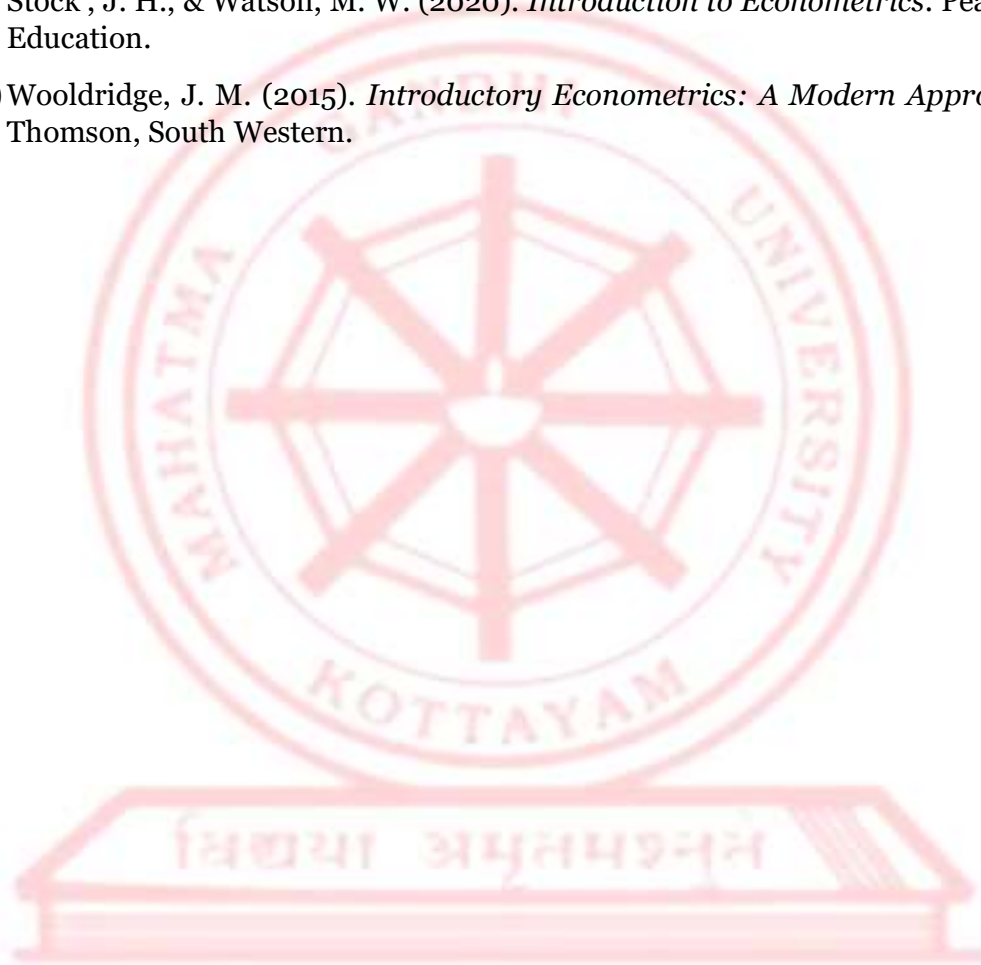 Stock , J. H., & Watson, M. W. (2020). Introduction to Econometrics. Pea
Education.
) Wooldridge, J. M. (2015). Introductory Econometrics: A Modern Appro
Thomson, South Western.
MAHATMA GANDHI UNIVERSITY
KOTTAYAM
विद्यया अमृतमश्नुते